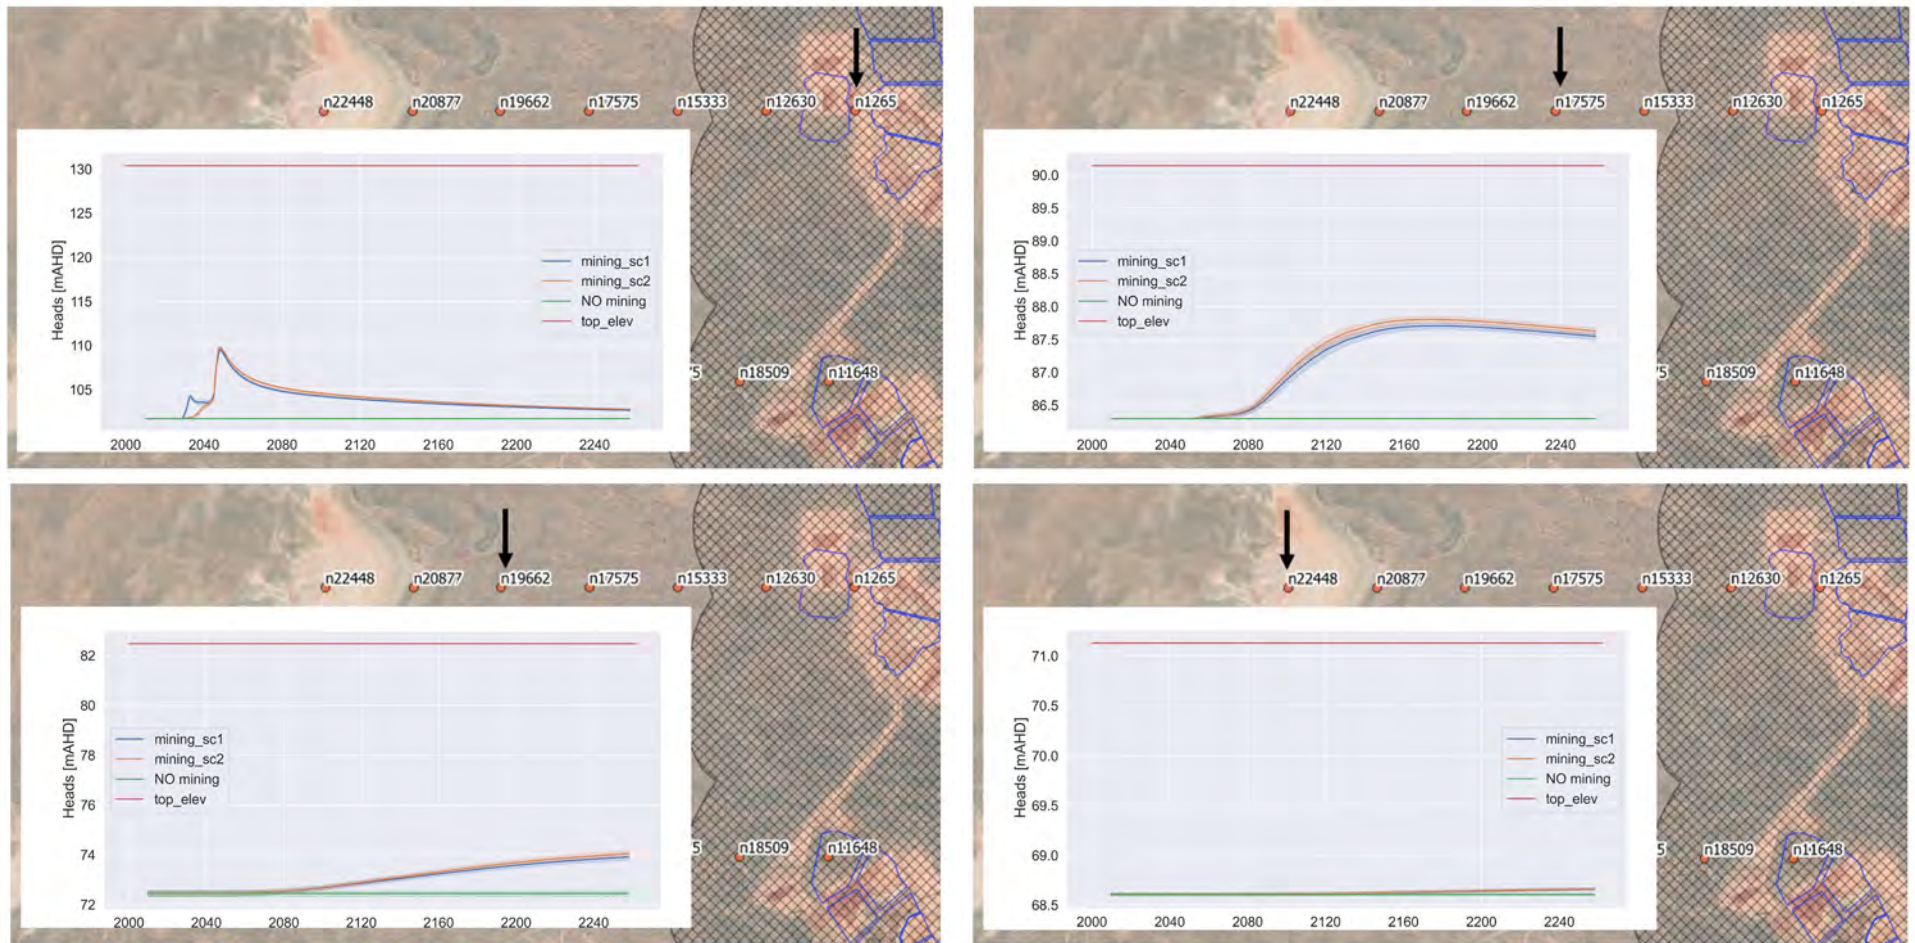 n22448 n20877 n19662 n17575 n15333 n12630 n1265
130
125
120
115
110
105
Heads [mAHD]
mining_sc1
mining_sc2
NO mining
top_elev
2000 2040 2080 2120 2160 2200 2240
5 n18509 n11648
n22448 n20877 n19662 n17575 n15333 n12630 n1265
90.0
89.5
89.0
88.5
88.0
87.5
87.0
86.5
Heads [mAHD]
mining_sc1
mining_sc2
NO mining
top_elev
2000 2040 2080 2120 2160 2200 2240
75 n18509 n11648
n22448 n20877 n19662 n17575 n15333 n12630 n1265
82
80
78
76
74
72
Heads [mAHD]
mining_sc1
mining_sc2
NO mining
top_elev
2000 2040 2080 2120 2160 2200 2240
5 n18509 n11648
n22448 n20877 n19662 n17575 n15333 n12630 n1265
71.0
70.5
70.0
69.5
69.0
68.5
Heads [mAHD]
mining_sc1
mining_sc2
NO mining
top_elev
2000 2040 2080 2120 2160 2200 2240
5 n18509 n11648